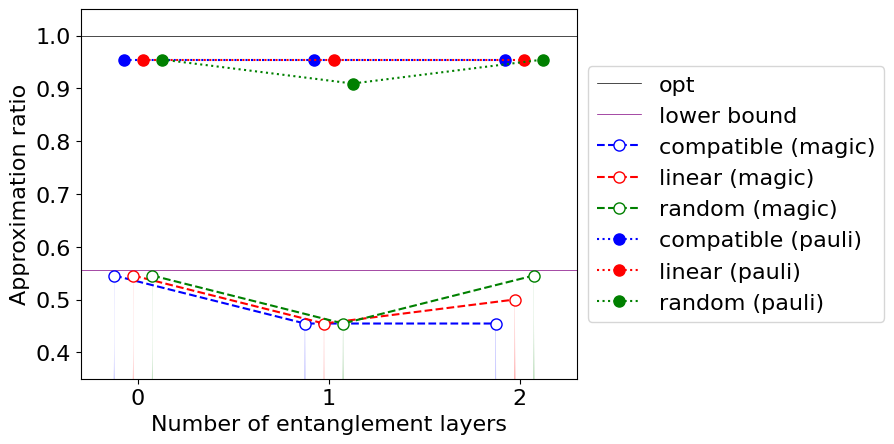 Approximation ratio
1.0
0.9
0.8
0.7
0.6
0.5
0.4
0
1
2
Number of entanglement layers
opt
lower bound
compatible (magic)
linear (magic)
random (magic)
compatible (pauli)
linear (pauli)
random (pauli)